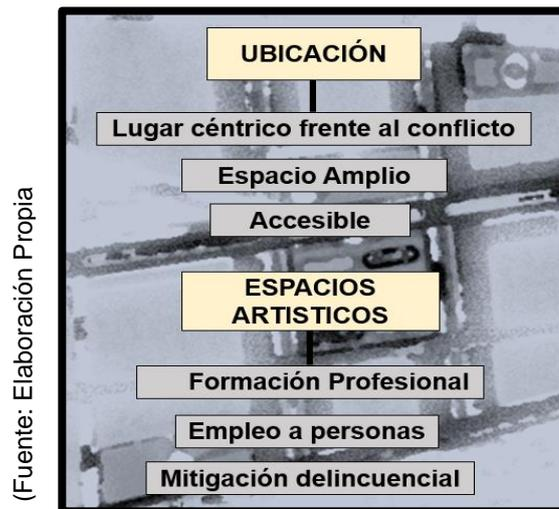 UBICACIÓN
Lugar céntrico frente al conflicto
Espacio Amplio
Accesible
ESPACIOS
ARTISTICOS
Formación Profesional
Empleo a personas
Mitigación delincuencial
(Fuente: Elaboración Propia